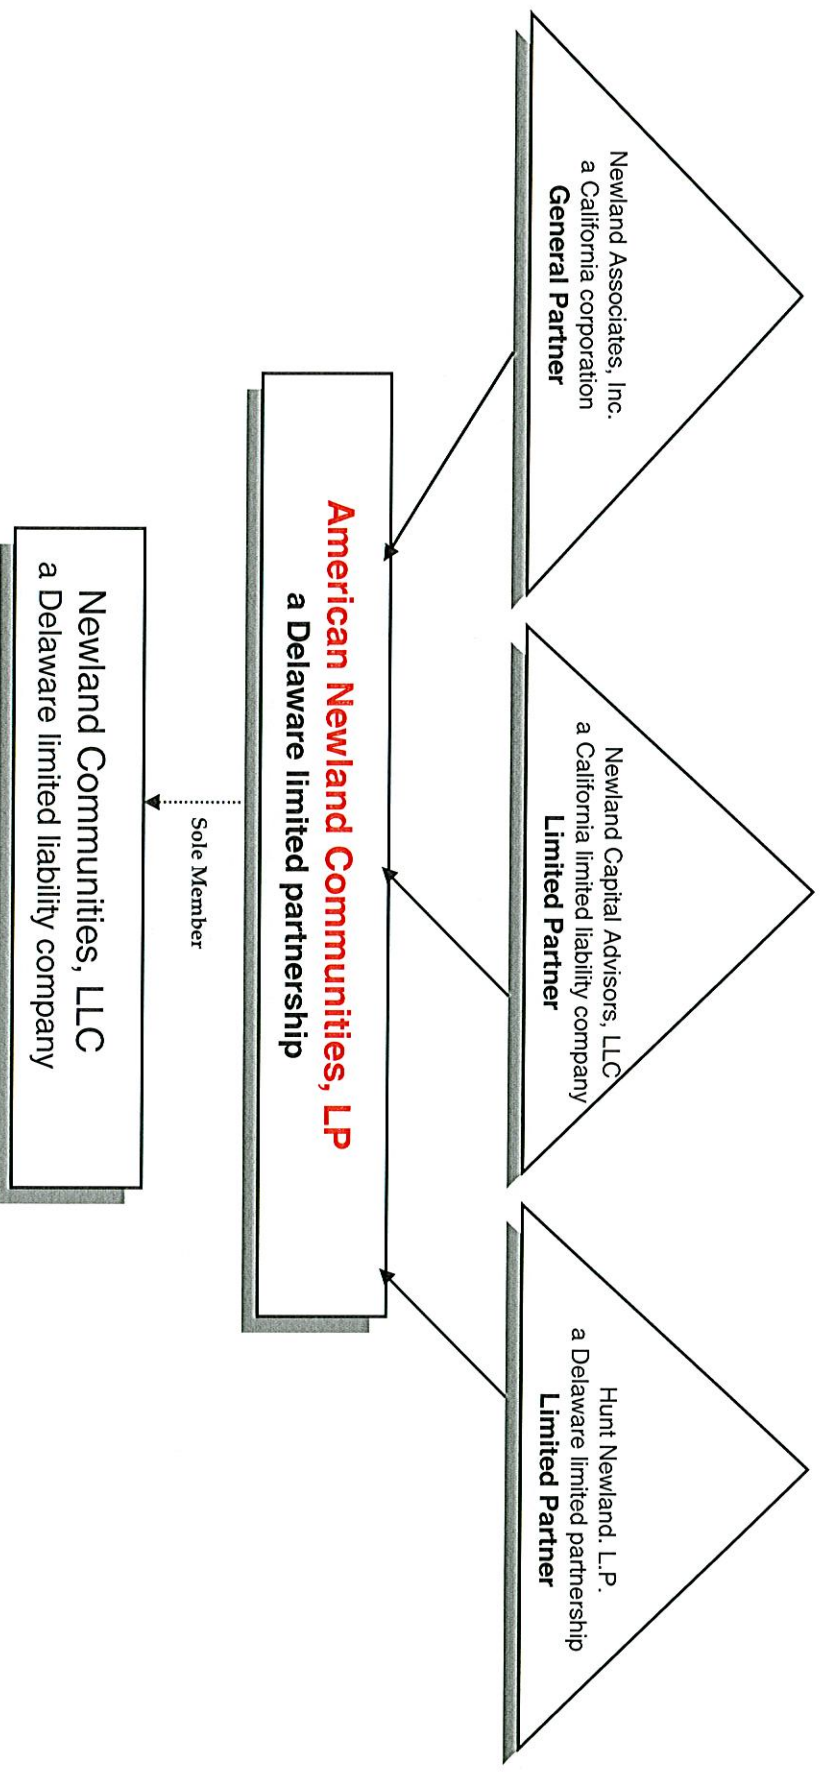 Newland Associates, Inc.
a California corporation
General Partner
Newland Capital Advisors, LLC
a California limited liability company
Limited Partner
Hunt Newland. L.P.
a Delaware limited partnership
Limited Partner
American Newland Communities, LP
a Delaware limited partnership
Sole Member
Newland Communities, LLC
a Delaware limited liability company